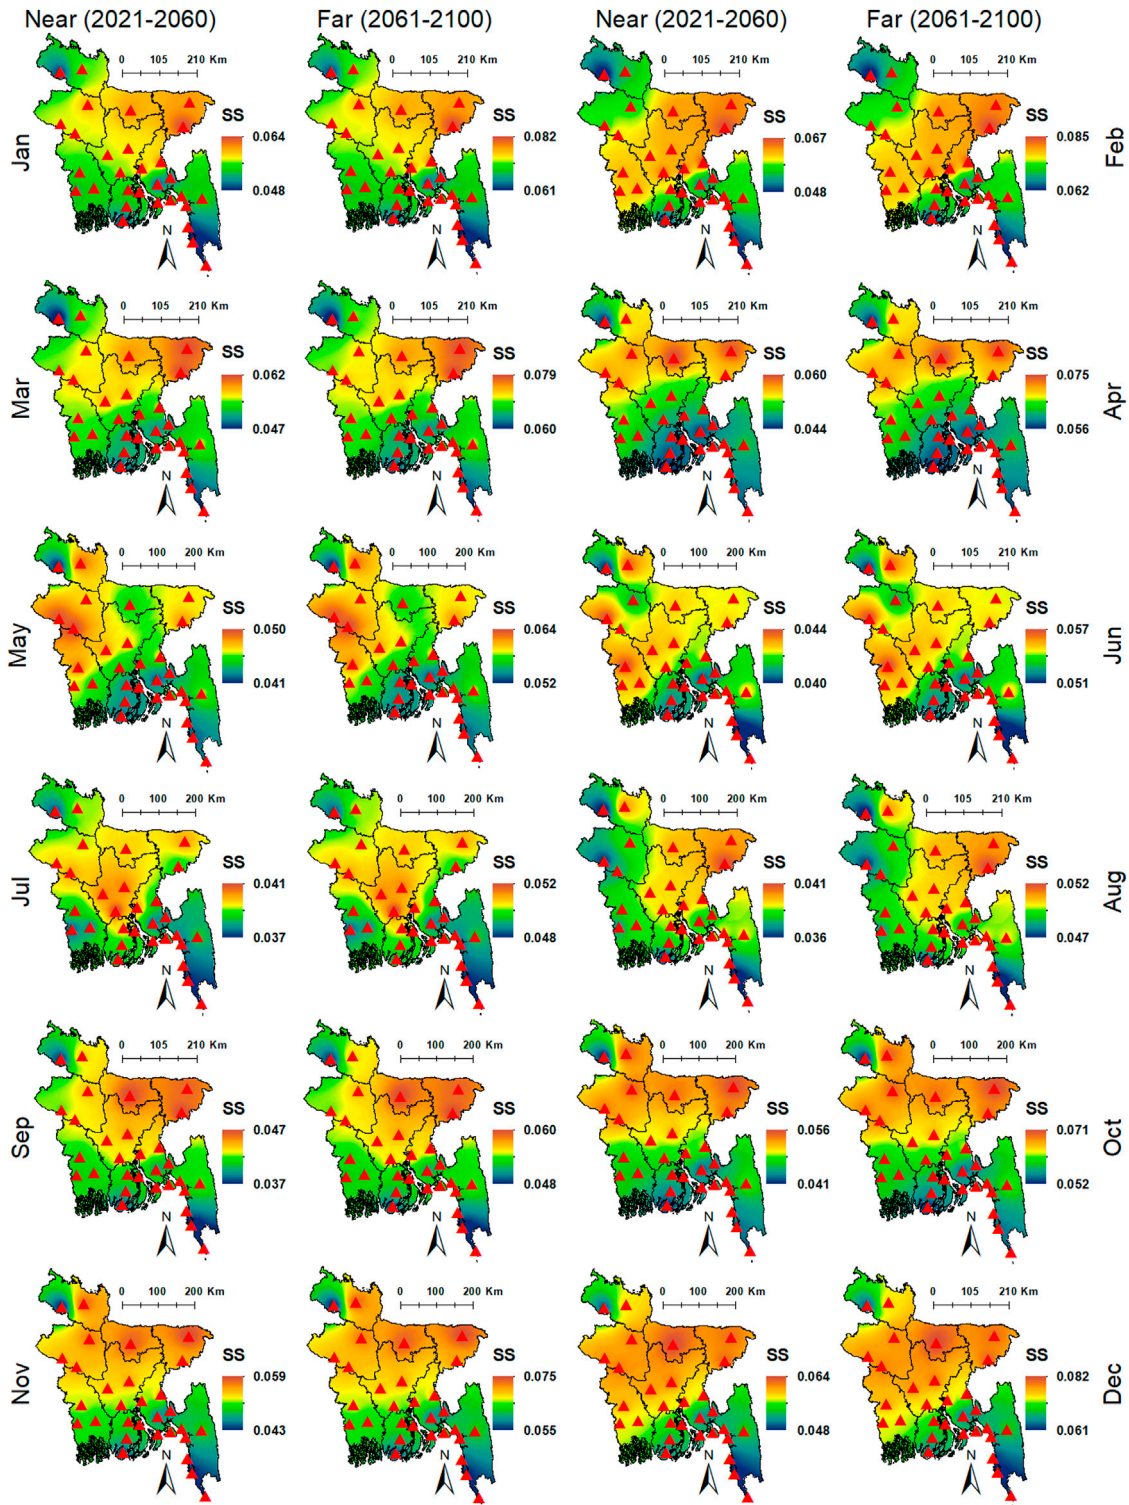 Near (2021-2060) Far (2061-2100) Near (2021-2060) Far (2061-2100)
0 105 210 Km 0 105 210 Km 0 105 210 Km 0 105 210 Km
Jan SS SS SS SS Feb
0.064 0.082 0.067 0.085
0.048 0.061 0.048 0.062
N N N N
0 105 210 Km 0 105 210 Km 0 105 210 Km 0 105 210 Km
Mar SS SS SS SS Apr
0.062 0.079 0.060 0.075
0.047 0.060 0.044 0.056
N N N N
0 100 200 Km 0 100 200 Km 0 100 200 Km 0 105 210 Km
May SS SS SS SS Jun
0.050 0.064 0.044 0.057
0.041 0.052 0.040 0.051
N N N N
0 100 200 Km 0 100 200 Km 0 100 200 Km 0 105 210 Km
Jul SS SS SS SS Aug
0.041 0.052 0.041 0.052
0.037 0.048 0.036 0.047
N N N N
0 105 210 Km 0 100 200 Km 0 100 200 Km 0 100 200 Km
Sep SS SS SS SS Oct
0.047 0.060 0.056 0.071
0.037 0.048 0.041 0.052
N N N N
0 100 200 Km 0 100 200 Km 0 100 200 Km 0 105 210 Km
Nov SS SS SS SS Dec
0.059 0.075 0.064 0.082
0.043 0.055 0.048 0.061
N N N N